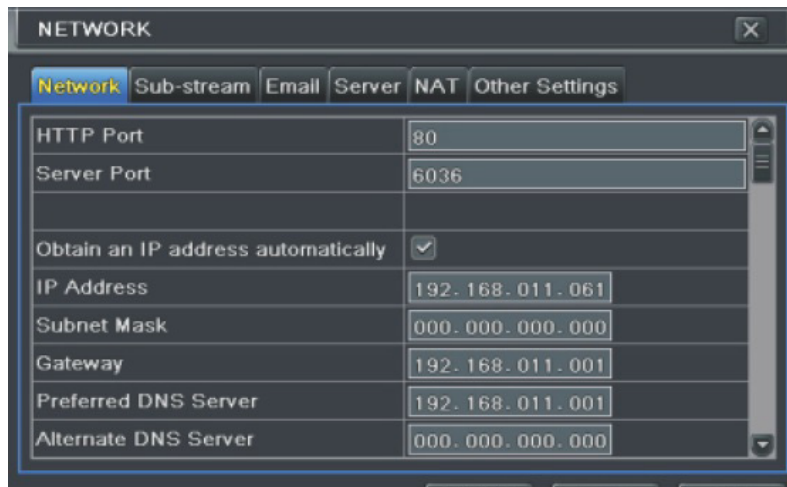 NETWORK
Network Sub-stream Email Server NAT Other Settings
HTTP Port 80
Server Port 6036
Obtain an IP address automatically
IP Address 192.168.011.061
Subnet Mask 000.000.000.000
Gateway 192.168.011.001
Preferred DNS Server 192.168.011.001
Alternate DNS Server 000.000.000.000